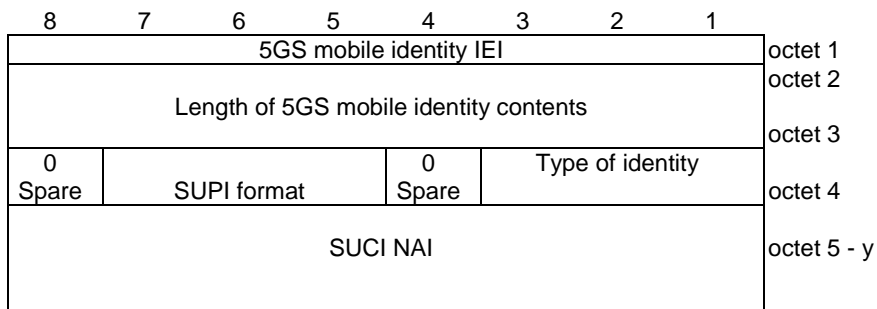 8 7 6 5 4 3 2 1
5GS mobile identity IEI octet 1
octet 2
Length of 5GS mobile identity contents
octet 3
0 0 Type of identity
Spare SUPI format Spare octet 4
SUCI NAI octet 5 - y